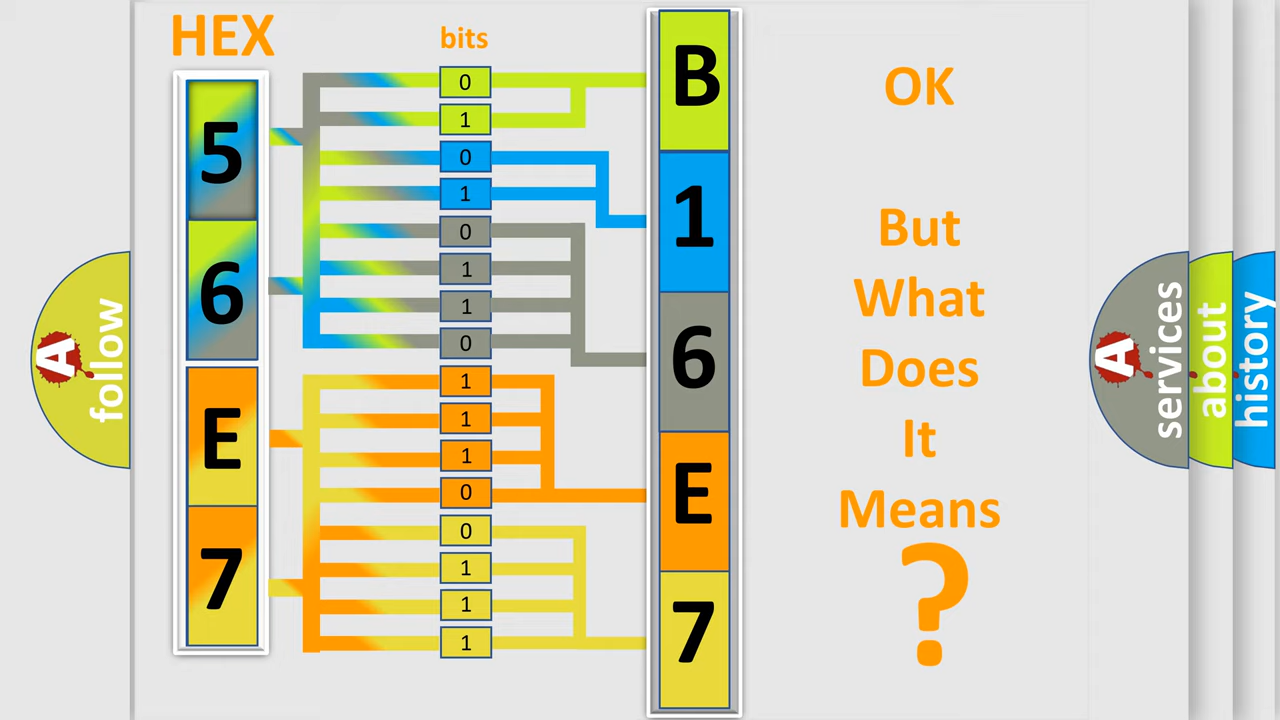 HEX
bits
5
6
E
7
0
1
0
1
0
1
1
0
1
1
1
0
0
1
1
1
B
1
6
E
7
OK
But
What
Does
It
Means
?
A
follow
A
services
about
history